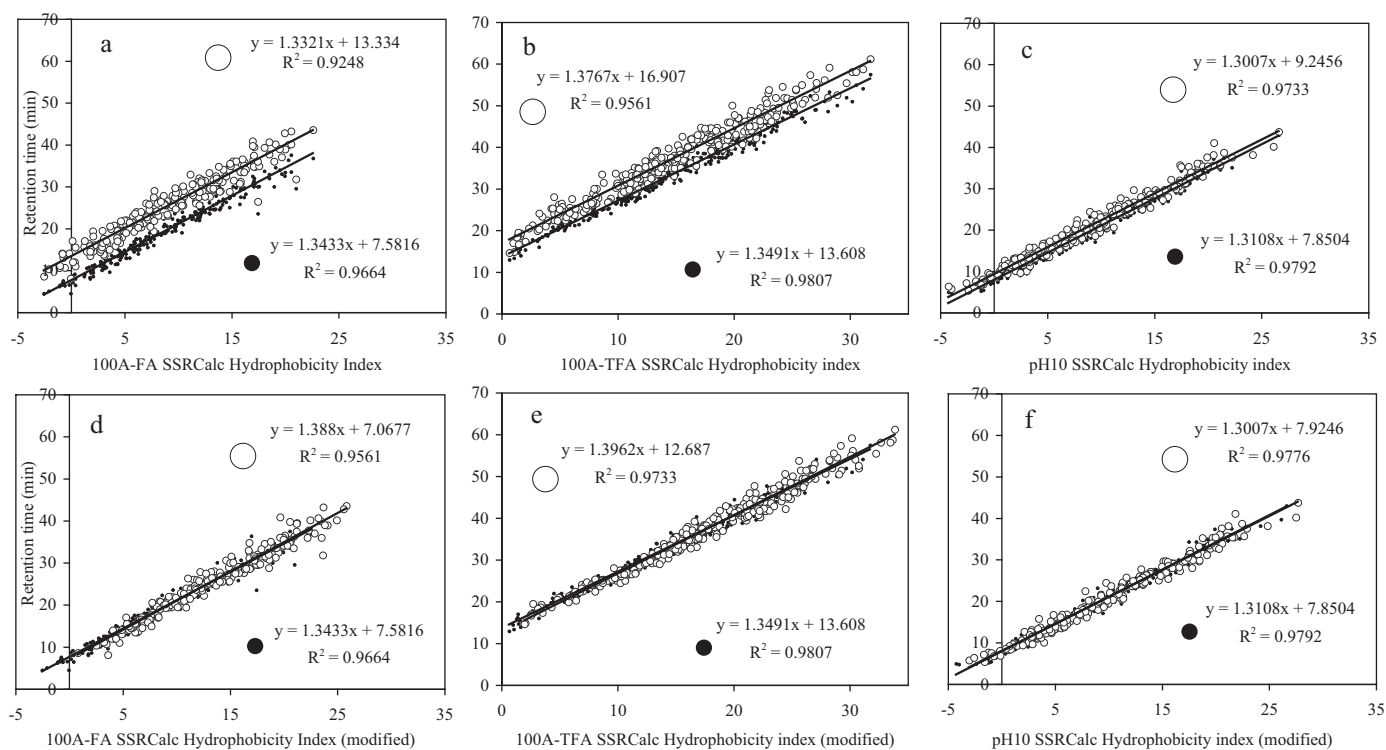 a
y = 1.3321x + 13.334
R² = 0.9248
y = 1.3433x + 7.5816
R² = 0.9664
Retention time (min)
70
60
50
40
30
20
10
0
-5
5
15
25
35
100A-FA SSRCalc Hydrophobicity Index
b
y = 1.3767x + 16.907
R² = 0.9561
y = 1.3491x + 13.608
R² = 0.9807
70
60
50
40
30
20
10
0
0
10
20
30
100A-TFA SSRCalc Hydrophobicity index
c
y = 1.3007x + 9.2456
R² = 0.9733
y = 1.3108x + 7.8504
R² = 0.9792
70
60
50
40
30
20
10
0
-5
5
15
25
35
pH10 SSRCalc Hydrophobicity index
d
y = 1.388x + 7.0677
R² = 0.9561
y = 1.3433x + 7.5816
R² = 0.9664
Retention time (min)
70
60
50
40
30
20
10
0
-5
5
15
25
35
100A-FA SSRCalc Hydrophobicity Index (modified)
e
y = 1.3962x + 12.687
R² = 0.9733
y = 1.3491x + 13.608
R² = 0.9807
70
60
50
40
30
20
10
0
0
10
20
30
100A-TFA SSRCalc Hydrophobicity index (modified)
f
y = 1.3007x + 7.9246
R² = 0.9776
y = 1.3108x + 7.8504
R² = 0.9792
70
60
50
40
30
20
10
0
-5
5
15
25
35
pH10 SSRCalc Hydrophobicity index (modified)